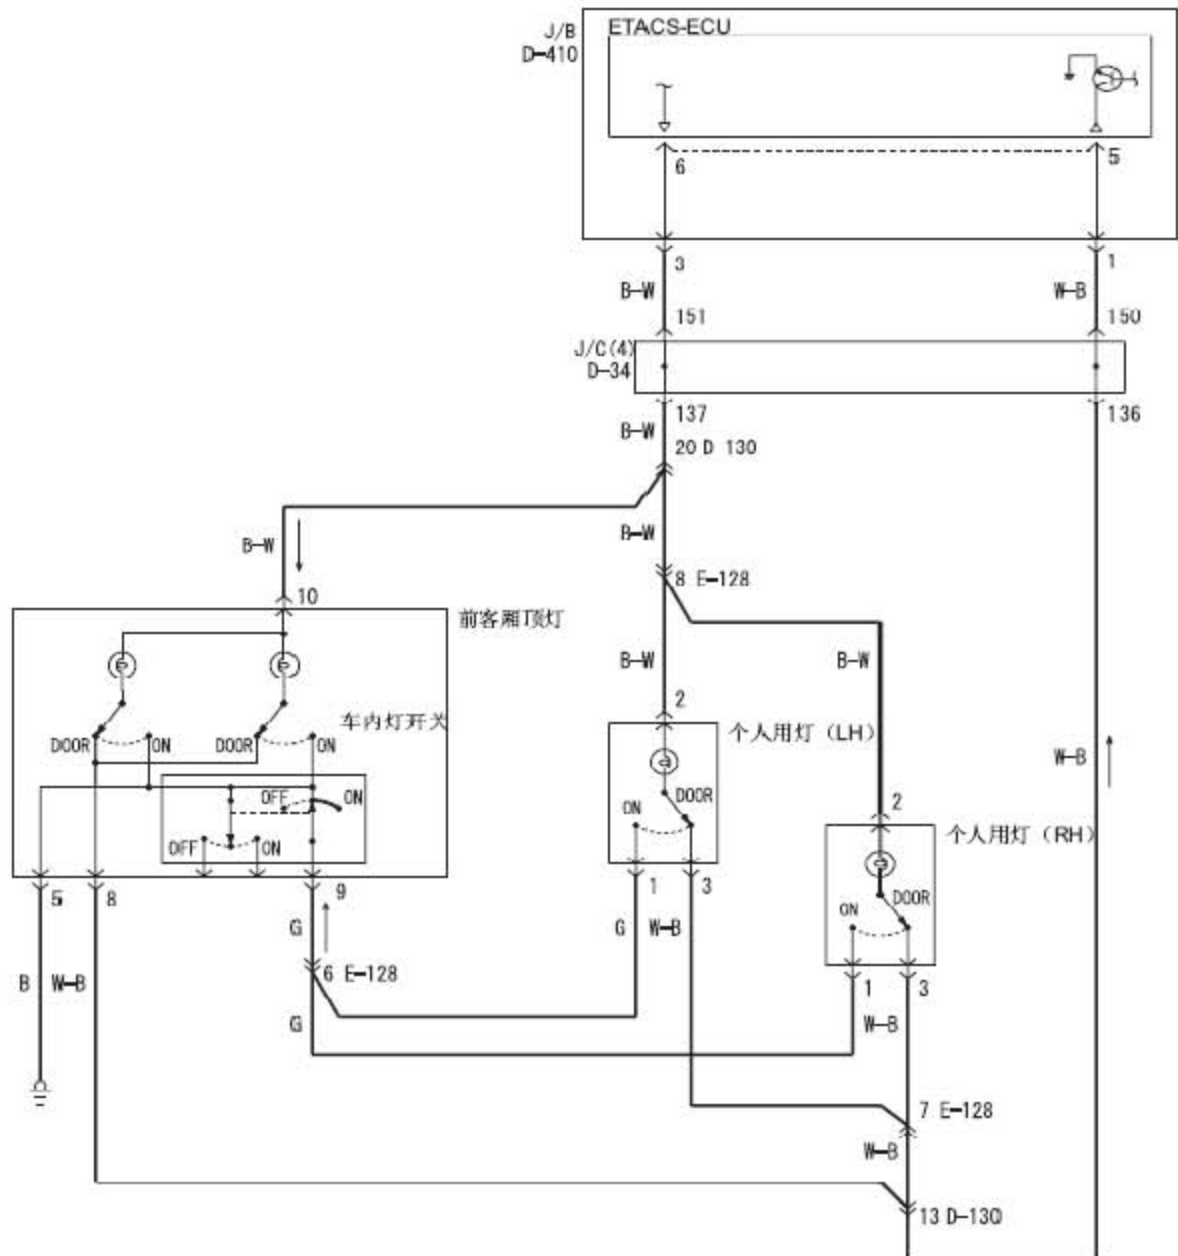 ETACS-ECU
J/B
D-410
6
5
3
1
B-W
W-B
151
150
J/C(4)
D-34
137
136
B-W
20 D 130
B-W
B-W
10
8 E-128
前客厢顶灯
B-W
B-W
2
车内灯开关
个人用灯（LH）
DOOR
ON
DOOR
ON
W-B
OFF
ON
ON
DOOR
2
个人用灯（RH）
OFF
ON
5
8
9
1
3
ON
DOOR
G
G
W-B
B
W-B
6 E-128
1
3
G
W-B
7 E-128
W-B
13 D-130